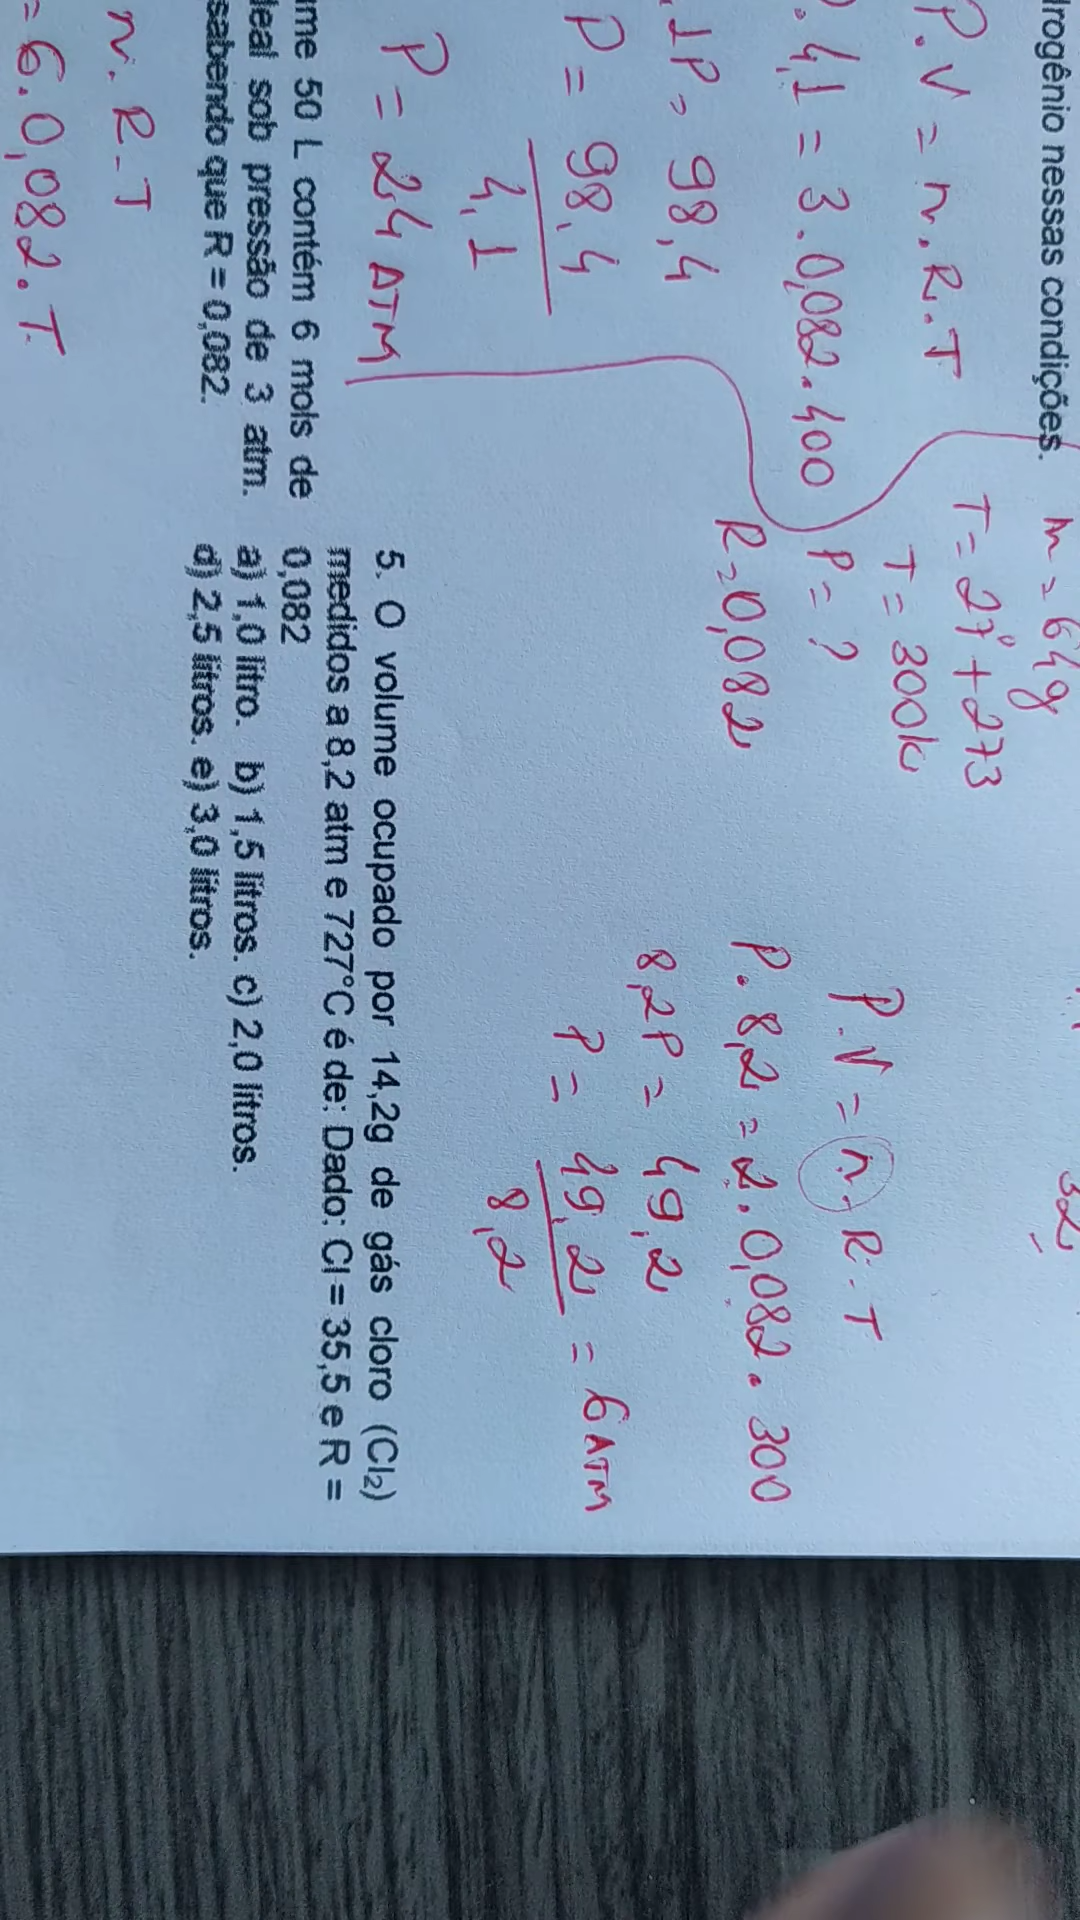 drogênio nessas condições.
P.V = n.R.T
.4,1 = 3.0,082.400
1P = 98,4
P = 98,4
4,1
P = 24 ATM
ume 50 L contém 6 mols de
deal sob pressão de 3 atm.
sabendo que R = 0,082.
n.R.T
= 6.0,082.T
m = 64g
T = 27° + 273
T = 300k
P = ?
R = 0,082
32
P.V = n.R.T
P.8,2 = 2.0,082.300
8,2P = 49,2
P = 49,2 = 6 ATM
8,2
5. O volume ocupado por 14,2g de gás cloro (Cl₂)
medidos a 8,2 atm e 727°C é de: Dado: Cl = 35,5 e R =
0,082
a) 1,0 litro. b) 1,5 litros. c) 2,0 litros.
d) 2,5 litros. e) 3,0 litros.